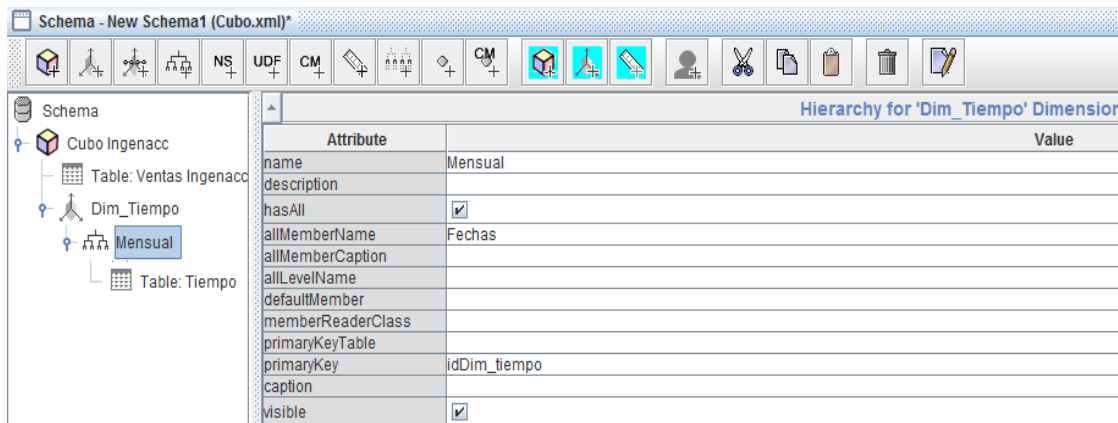 Schema - New Schema1 (Cubo.xml)*
NS UDF CM CM
Schema
Cubo Ingenacc
Table: Ventas Ingenacc
Dim_Tiempo
Mensual
Table: Tiempo
Hierarchy for 'Dim_Tiempo' Dimension
Attribute Value
name Mensual
description
hasAll
allMemberName Fechas
allMemberCaption
allLevelName
defaultMember
memberReaderClass
primaryKeyTable
primaryKey idDim_tiempo
caption
visible